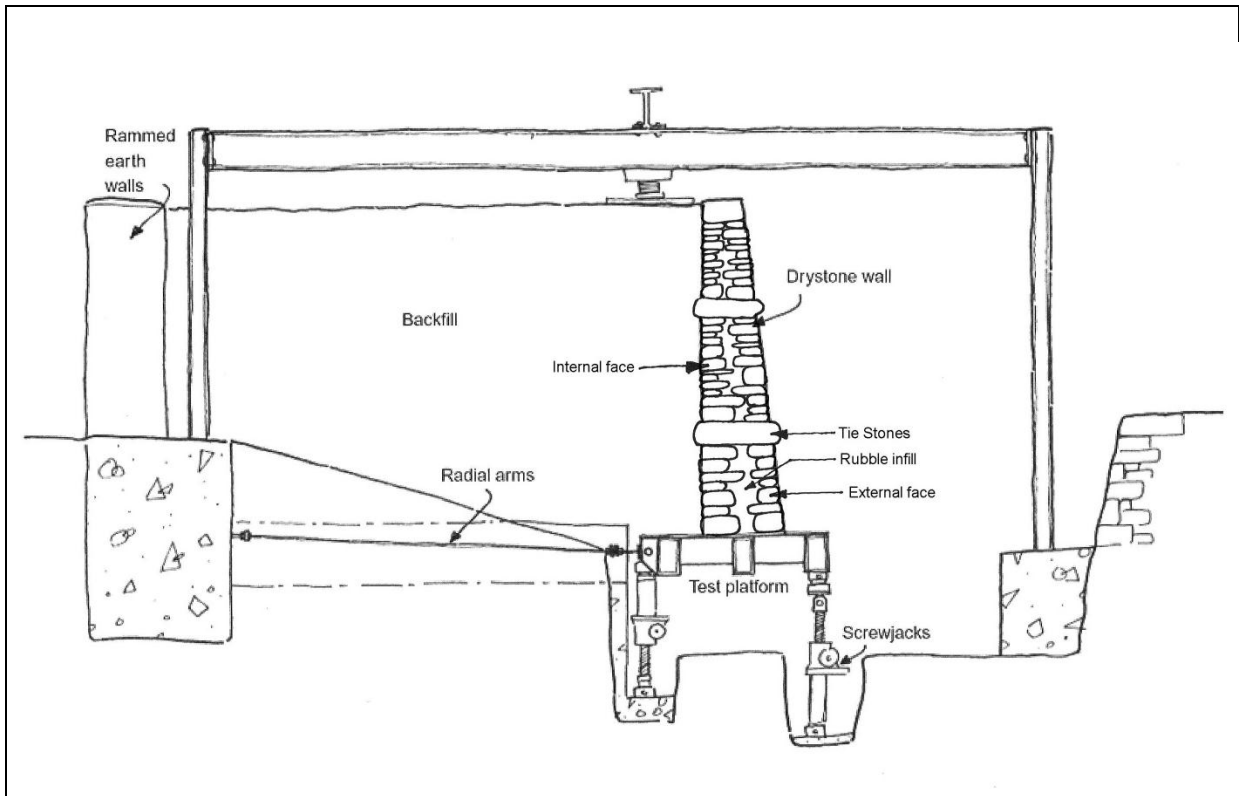 Rammed
earth
walls
Drystone wall
Backfill
Internal face
Tie Stones
Rubble infill
External face
Radial arms
Test platform
Screwjacks